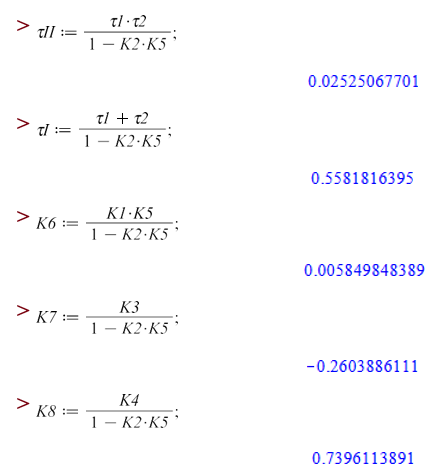 > τII := τ1·τ2 / (1 − K2·K5);
0.02525067701
> τI := (τ1 + τ2) / (1 − K2·K5);
0.5581816395
> K6 := K1·K5 / (1 − K2·K5);
0.005849848389
> K7 := K3 / (1 − K2·K5);
−0.2603886111
> K8 := K4 / (1 − K2·K5);
0.7396113891